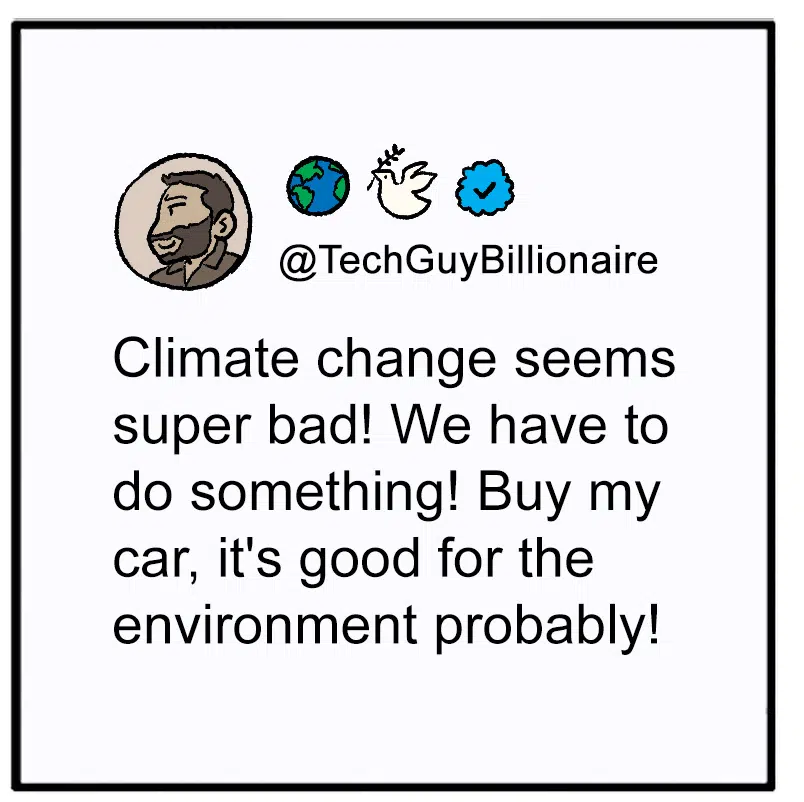 @TechGuyBillionaire
Climate change seems
super bad! We have to
do something! Buy my
car, it's good for the
environment probably!